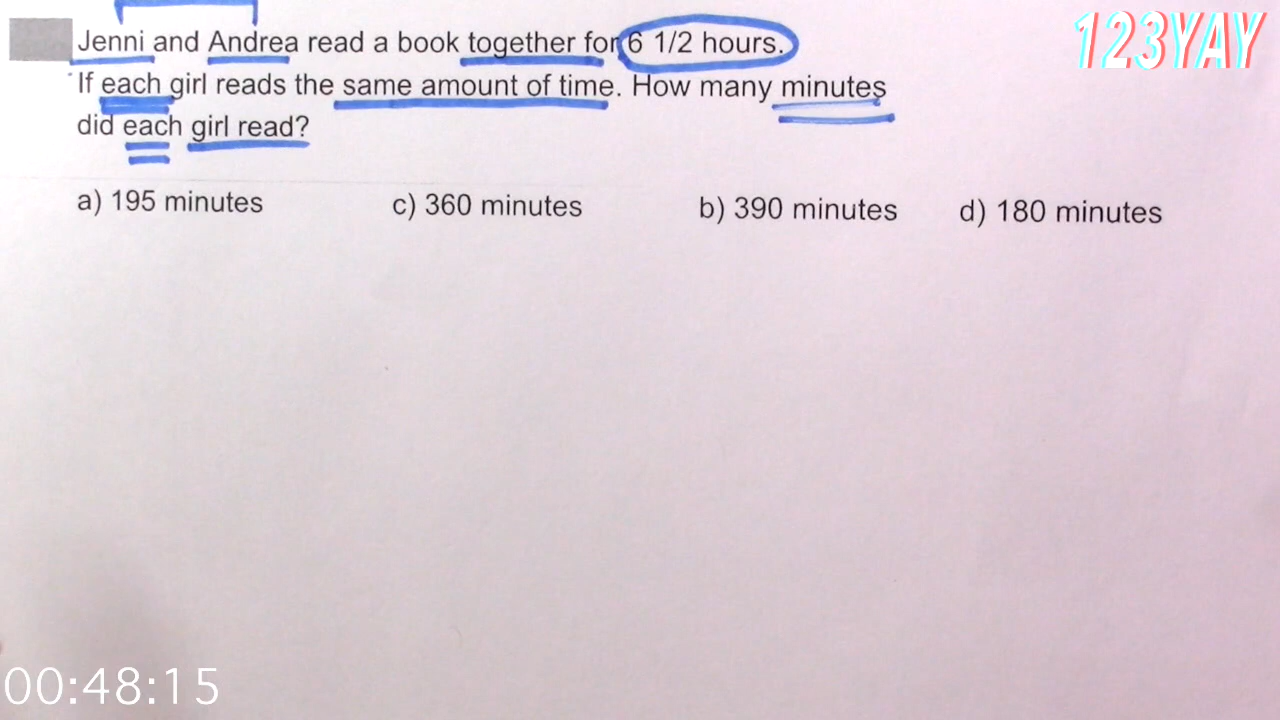 Jenni and Andrea read a book together for 6 1/2 hours.
If each girl reads the same amount of time. How many minutes
did each girl read?
a) 195 minutes c) 360 minutes b) 390 minutes d) 180 minutes
123YAY
00:48:15